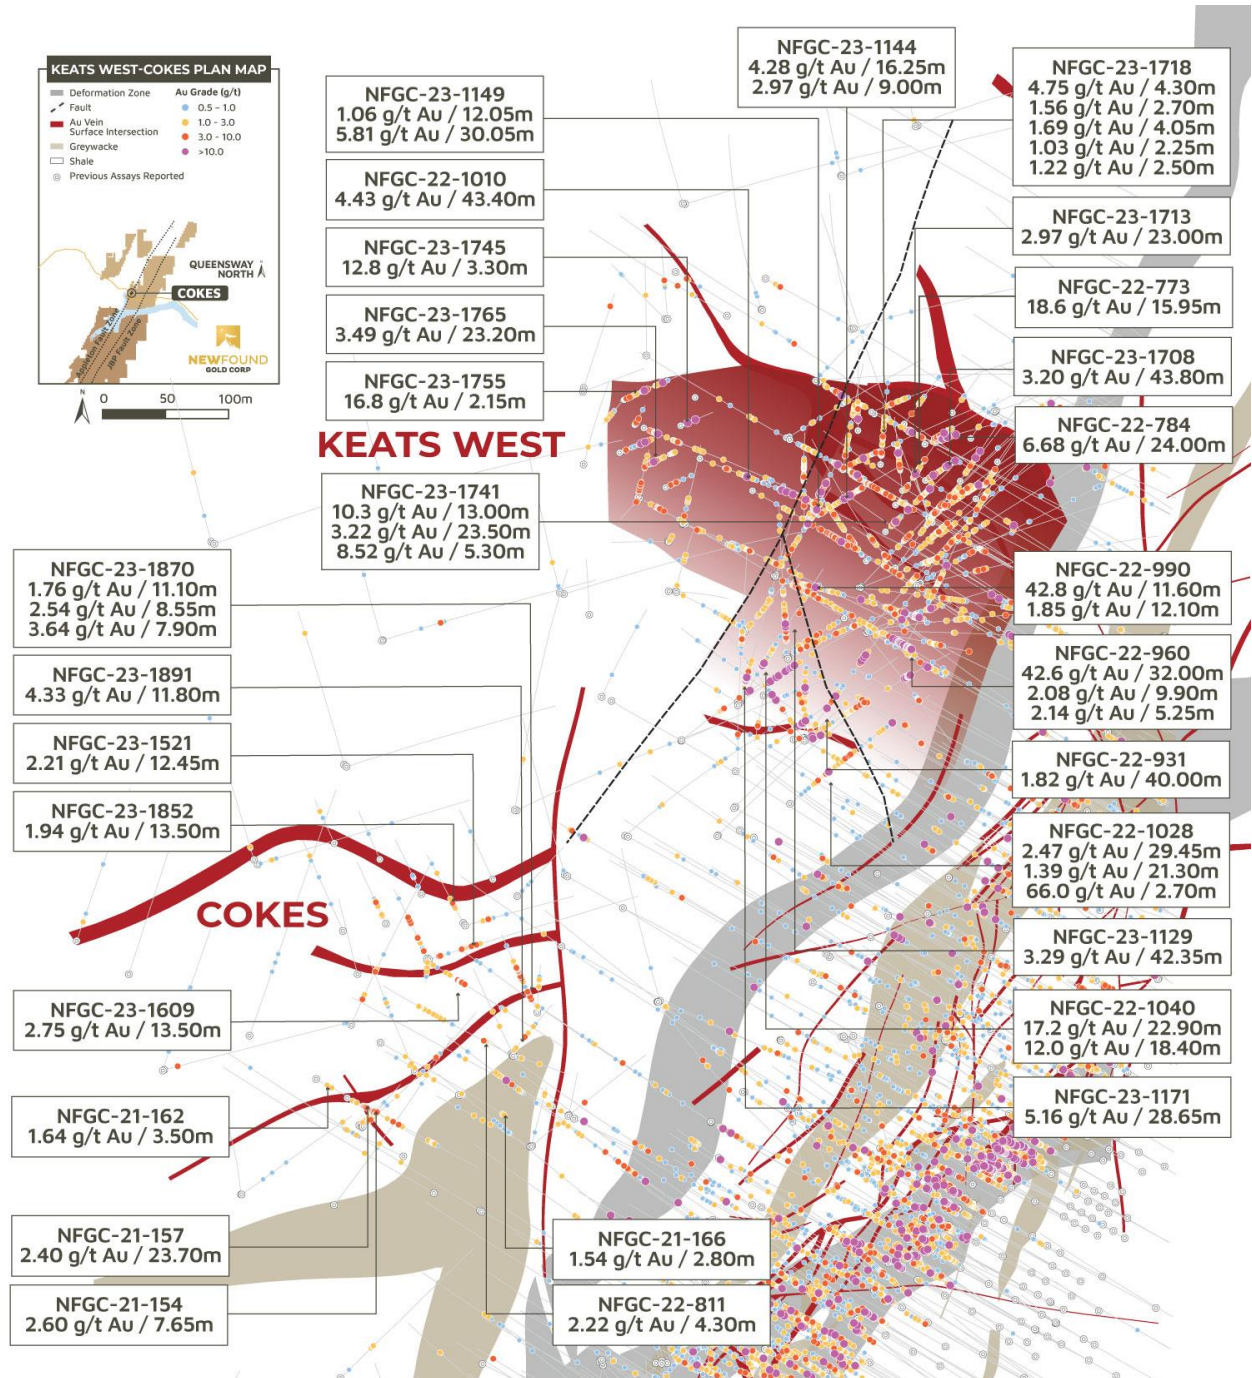 KEATS WEST-COKES PLAN MAP
Deformation Zone
Fault
Au Vein
Surface Intersection
Greywacke
Shale
Previous Assays Reported
Au Grade (g/t)
0.5 - 1.0
1.0 - 3.0
3.0 - 10.0
>10.0
QUEENSWAY
NORTH
COKES
Appleton Fault Zone
JBP Fault Zone
NEWFOUND
GOLD CORP
N
0 50 100m
NFGC-23-1149
1.06 g/t Au / 12.05m
5.81 g/t Au / 30.05m
NFGC-22-1010
4.43 g/t Au / 43.40m
NFGC-23-1745
12.8 g/t Au / 3.30m
NFGC-23-1765
3.49 g/t Au / 23.20m
NFGC-23-1755
16.8 g/t Au / 2.15m
KEATS WEST
NFGC-23-1741
10.3 g/t Au / 13.00m
3.22 g/t Au / 23.50m
8.52 g/t Au / 5.30m
NFGC-23-1144
4.28 g/t Au / 16.25m
2.97 g/t Au / 9.00m
NFGC-23-1718
4.75 g/t Au / 4.30m
1.56 g/t Au / 2.70m
1.69 g/t Au / 4.05m
1.03 g/t Au / 2.25m
1.22 g/t Au / 2.50m
NFGC-23-1713
2.97 g/t Au / 23.00m
NFGC-22-773
18.6 g/t Au / 15.95m
NFGC-23-1708
3.20 g/t Au / 43.80m
NFGC-22-784
6.68 g/t Au / 24.00m
NFGC-22-990
42.8 g/t Au / 11.60m
1.85 g/t Au / 12.10m
NFGC-22-960
42.6 g/t Au / 32.00m
2.08 g/t Au / 9.90m
2.14 g/t Au / 5.25m
NFGC-22-931
1.82 g/t Au / 40.00m
NFGC-22-1028
2.47 g/t Au / 29.45m
1.39 g/t Au / 21.30m
66.0 g/t Au / 2.70m
NFGC-23-1129
3.29 g/t Au / 42.35m
NFGC-22-1040
17.2 g/t Au / 22.90m
12.0 g/t Au / 18.40m
NFGC-23-1171
5.16 g/t Au / 28.65m
NFGC-23-1870
1.76 g/t Au / 11.10m
2.54 g/t Au / 8.55m
3.64 g/t Au / 7.90m
NFGC-23-1891
4.33 g/t Au / 11.80m
NFGC-23-1521
2.21 g/t Au / 12.45m
NFGC-23-1852
1.94 g/t Au / 13.50m
COKES
NFGC-23-1609
2.75 g/t Au / 13.50m
NFGC-21-162
1.64 g/t Au / 3.50m
NFGC-21-157
2.40 g/t Au / 23.70m
NFGC-21-154
2.60 g/t Au / 7.65m
NFGC-21-166
1.54 g/t Au / 2.80m
NFGC-22-811
2.22 g/t Au / 4.30m